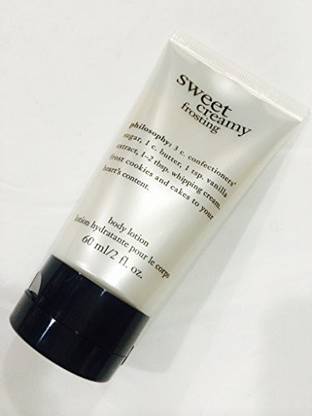 sweet
creamy
frosting
philosophy: 3 c. confectioners'
sugar, 1 c. butter, 1 tsp. vanilla
extract, 1-2 tbsp. whipping cream.
frost cookies and cakes to your
heart's content.
body lotion
lotion hydratante pour le corps
60 ml/2 fl. oz.